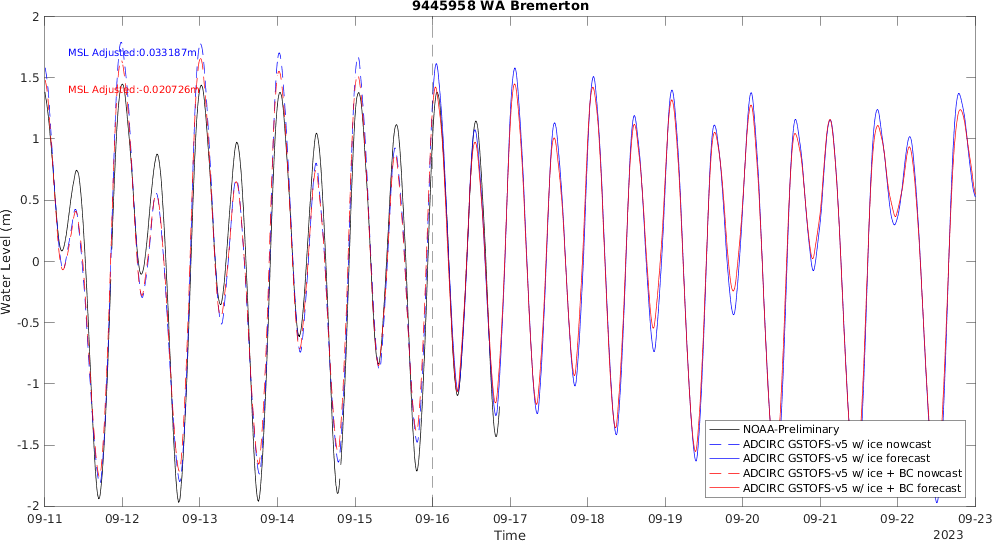 9445958 WA Bremerton
2
1.5
1
0.5
0
-0.5
-1
-1.5
-2
Water Level (m)
MSL Adjusted:0.033187m
MSL Adjusted:-0.020726m
NOAA-Preliminary
ADCIRC GSTOFS-v5 w/ ice nowcast
ADCIRC GSTOFS-v5 w/ ice forecast
ADCIRC GSTOFS-v5 w/ ice + BC nowcast
ADCIRC GSTOFS-v5 w/ ice + BC forecast
09-11 09-12 09-13 09-14 09-15 09-16 09-17 09-18 09-19 09-20 09-21 09-22 09-23
Time
2023